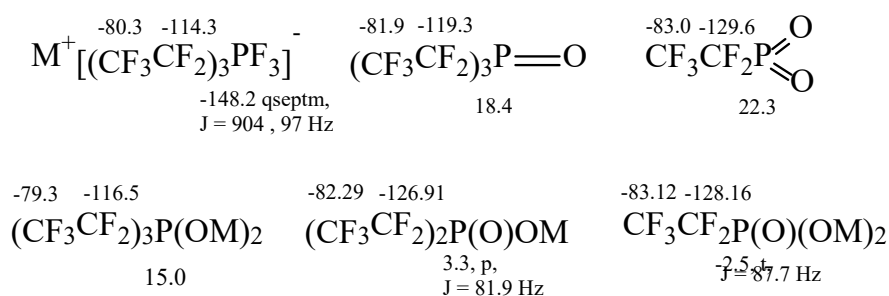 -80.3 -114.3
M+ [(CF3CF2)3PF3]-
-148.2 qseptm,
J = 904 , 97 Hz
-81.9 -119.3
(CF3CF2)3P=O
18.4
-83.0 -129.6
CF3CF2P
O
O
22.3
-79.3 -116.5
(CF3CF2)3P(OM)2
15.0
-82.29 -126.91
(CF3CF2)2P(O)OM
3.3, p,
J = 81.9 Hz
-83.12 -128.16
CF3CF2P(O)(OM)2
-2.5, t,
J = 87.7 Hz